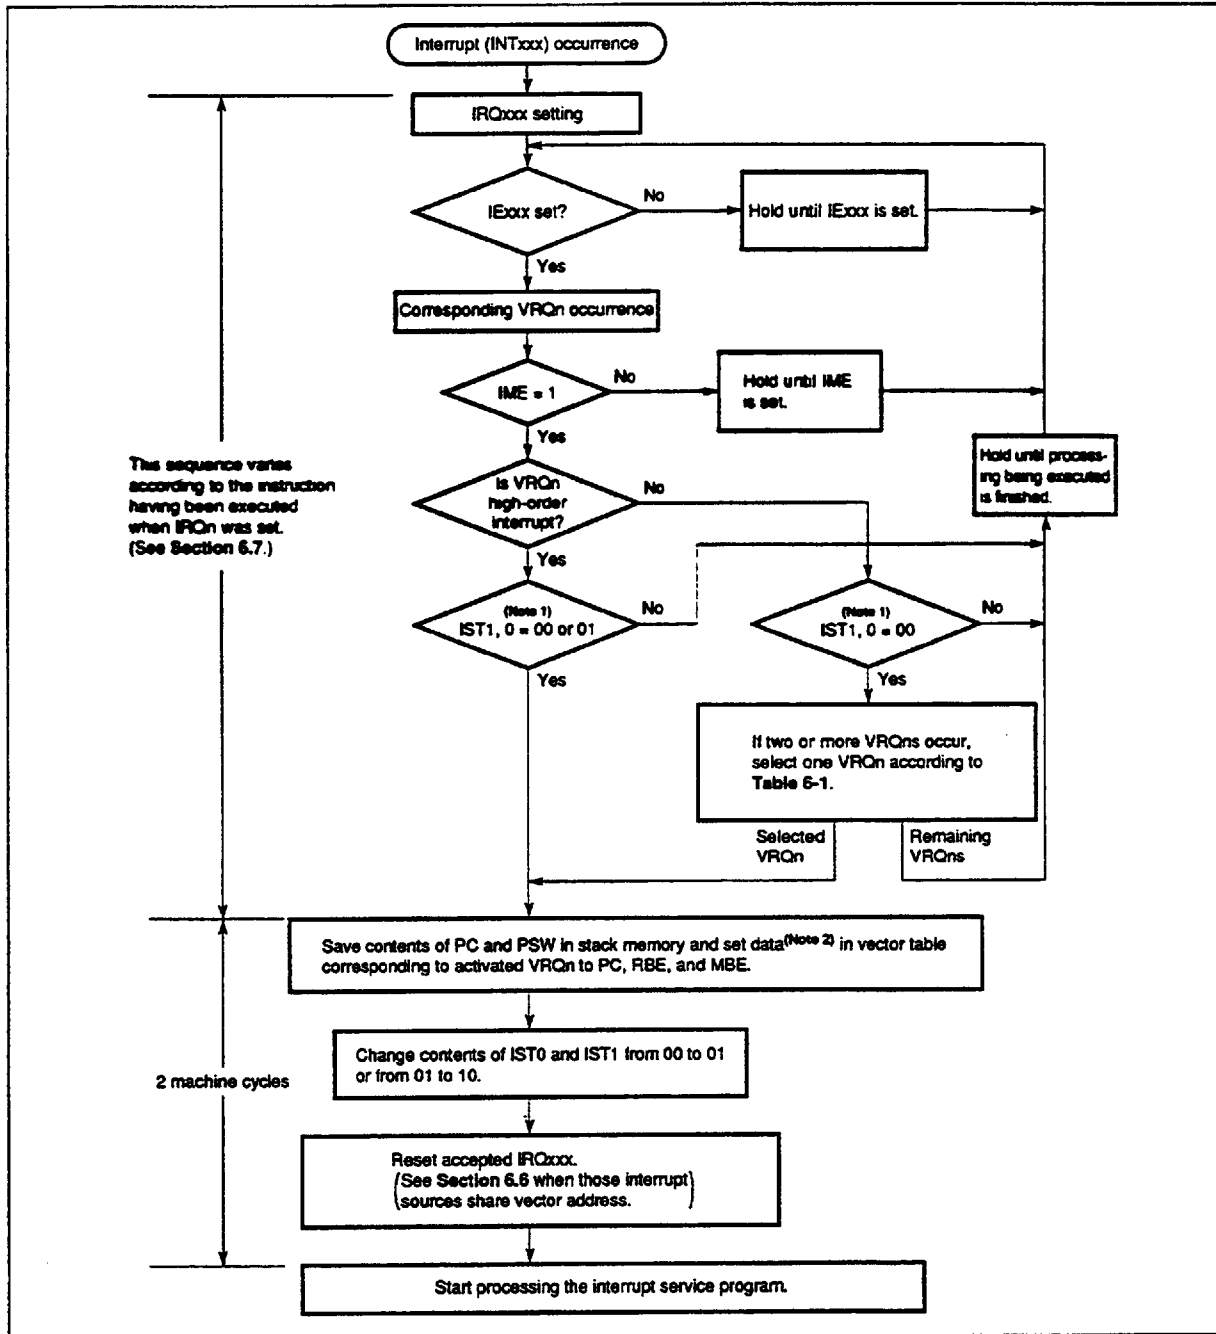 Interrupt (INTxxx) occurrence
IRQxxx setting
IExxx set?
No
Hold until IExxx is set.
Yes
Corresponding VRQn occurrence
IME = 1
No
Hold until IME
is set.
Yes
Hold until process-
ing being executed
is finished.
This sequence varies
according to the instruction
having been executed
when IRQn was set.
(See Section 6.7.)
Is VRQn
high-order
interrupt?
No
Yes
(Note 1)
IST1, 0 = 00 or 01
No
(Note 1)
IST1, 0 = 00
No
Yes
Yes
If two or more VRQns occur,
select one VRQn according to
Table 6-1.
Selected
VRQn
Remaining
VRQns
Save contents of PC and PSW in stack memory and set data(Note 2) in vector table
corresponding to activated VRQn to PC, RBE, and MBE.
Change contents of IST0 and IST1 from 00 to 01
or from 01 to 10.
2 machine cycles
Reset accepted IRQxxx.
(See Section 6.6 when those interrupt
sources share vector address.)
Start processing the interrupt service program.